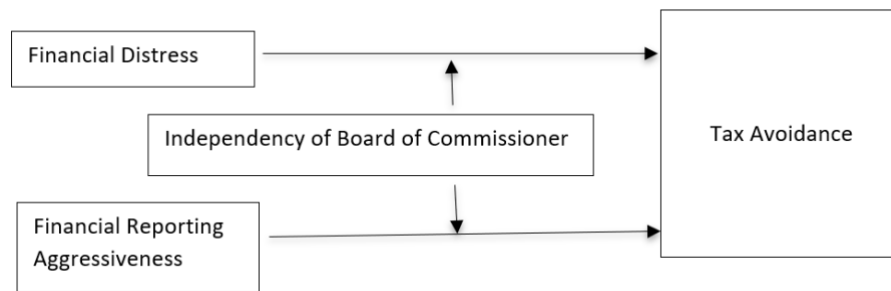 Financial Distress
Independency of Board of Commissioner
Tax Avoidance
Financial Reporting
Aggressiveness